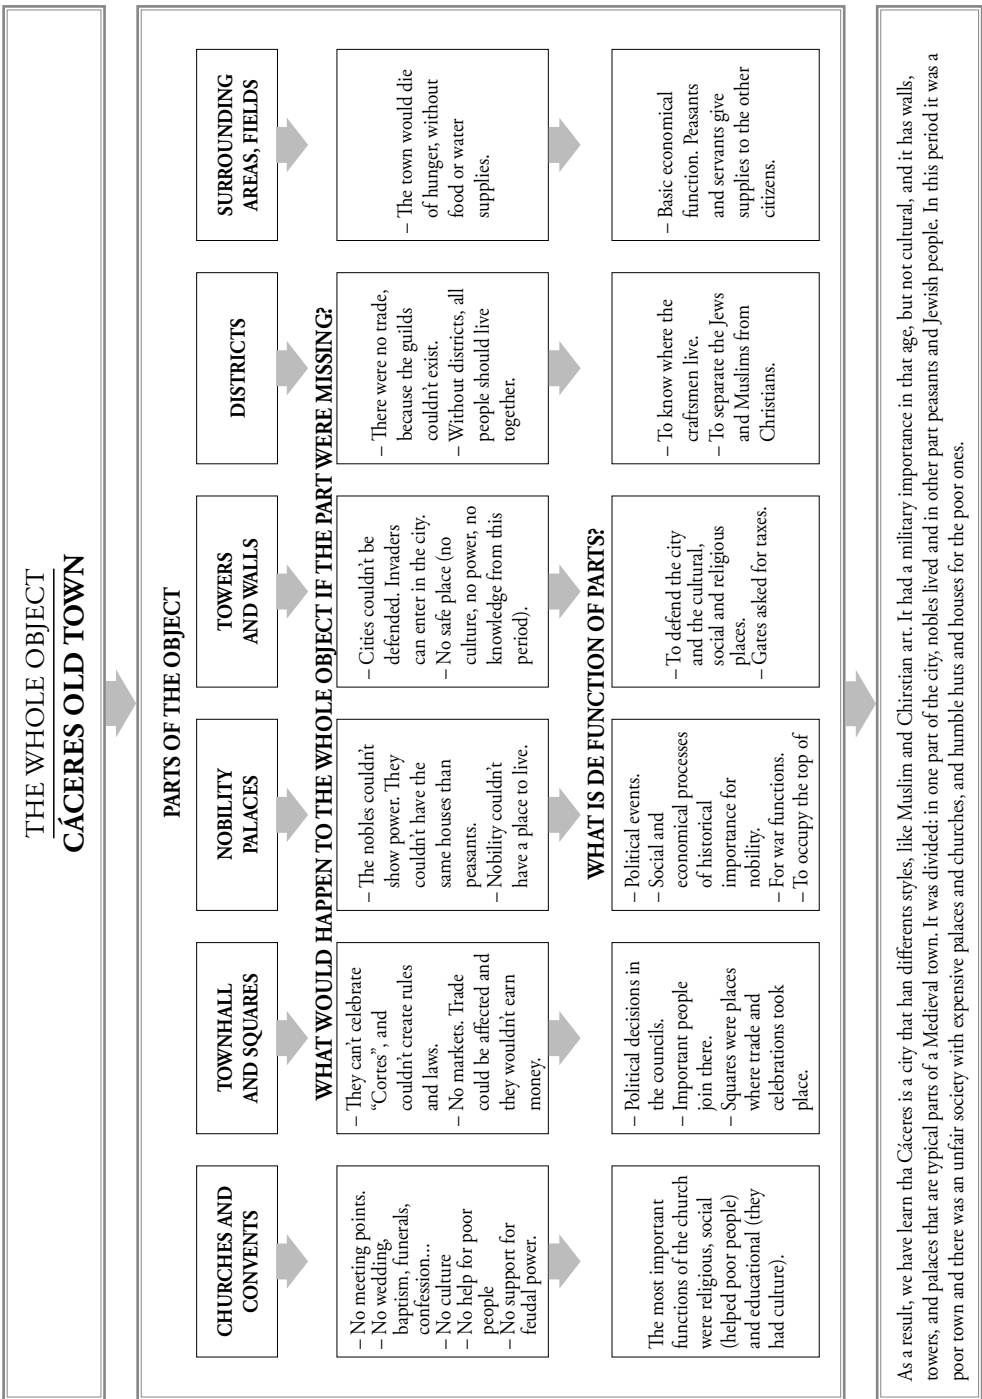 THE WHOLE OBJECT
CÁCERES OLD TOWN
PARTS OF THE OBJECT
CHURCHES AND
CONVENTS
TOWNHALL
AND SQUARES
NOBILITY
PALACES
TOWERS
AND WALLS
DISTRICTS
SURROUNDING
AREAS, FIELDS
WHAT WOULD HAPPEN TO THE WHOLE OBJECT IF THE PART WERE MISSING?
– No meeting points.
– No wedding,
baptism, funerals,
confession…
– No culture
– No help for poor
people
– No support for
feudal power.
– They can't celebrate
“Cortes”, and
couldn't create rules
and laws.
– No markets. Trade
could be affected and
they wouldn't earn
money.
– The nobles couldn't
show power. They
couldn't have the
same houses than
peasants.
– Nobility couldn't
have a place to live.
– Cities couldn't be
defended. Invaders
can enter in the city.
– No safe place (no
culture, no power, no
knowledge from this
period).
– There were no trade,
because the guilds
couldn't exist.
– Without districts, all
people should live
together.
– The town would die
of hunger, without
food or water
supplies.
WHAT IS DE FUNCTION OF PARTS?
The most important
functions of the church
were religious, social
(helped poor people)
and educational (they
had culture).
– Political decisions in
the councils.
– Important people
join there.
– Squares were places
where trade and
celebrations took
place.
– Political events.
– Social and
economical processes
of historical
importance for
nobility.
– For war functions.
– To occupy the top of
– To defend the city
and the cultural,
social and religious
places.
– Gates asked for taxes.
– To know where the
craftsmen live.
– To separate the Jews
and Muslims from
Christians.
– Basic economical
function. Peasants
and servants give
supplies to the other
citizens.
As a result, we have learn tha Cáceres is a city that han differents styles, like Muslim and Chirstian art. It had a military importance in that age, but not cultural, and it has walls,
towers, and palaces that are typical parts of a Medieval town. It was divided: in one part of the city, nobles lived and in other part peasants and Jewish people. In this period it was a
poor town and there was an unfair society with expensive palaces and churches, and humble huts and houses for the poor ones.